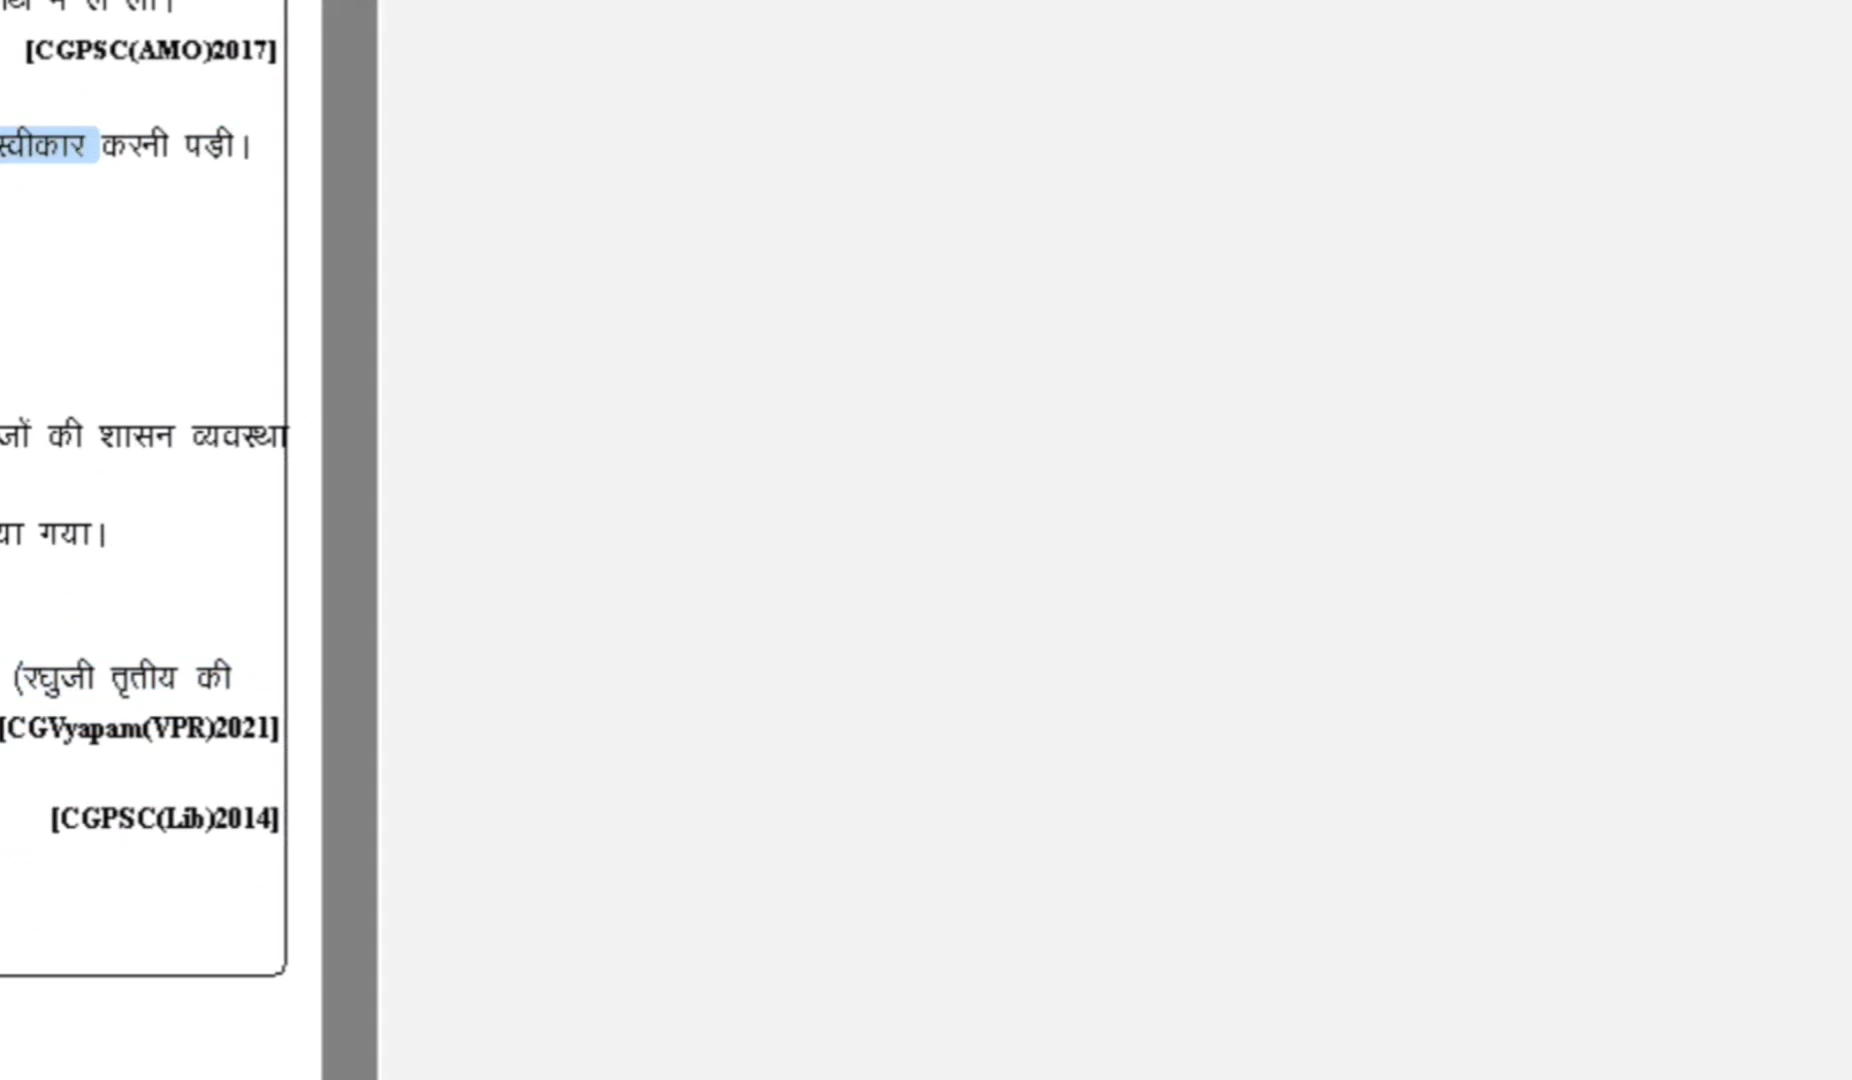 [CGPSC(AMO)2017]
स्वीकार करनी पड़ी।
की शासन व्यवस्था
गया।
(रघुजी तृतीय की
[CGVyapam(VPR)2021]
[CGPSC(Lib)2014]